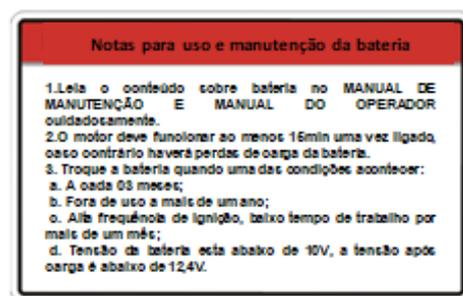 Notas para uso e manutenção da bateria
1.Leia o conteúdo sobre bateria no MANUAL DE
MANUTENÇÃO E MANUAL DO OPERADOR
cuidadosamente.
2.O motor deve funcionar ao menos 15min uma vez ligado,
caso contrário haverá perdas de carga da bateria.
3. Troque a bateria quando uma das condições acontecer:
a. A cada 03 meses;
b. Fora de uso a mais de um ano;
c. Alta frequência de ignição, baixo tempo de trabalho por
mais de um mês;
d. Tensão da bateria esta abaixo de 10V, a tensão após
carga é abaixo de 12,4V.